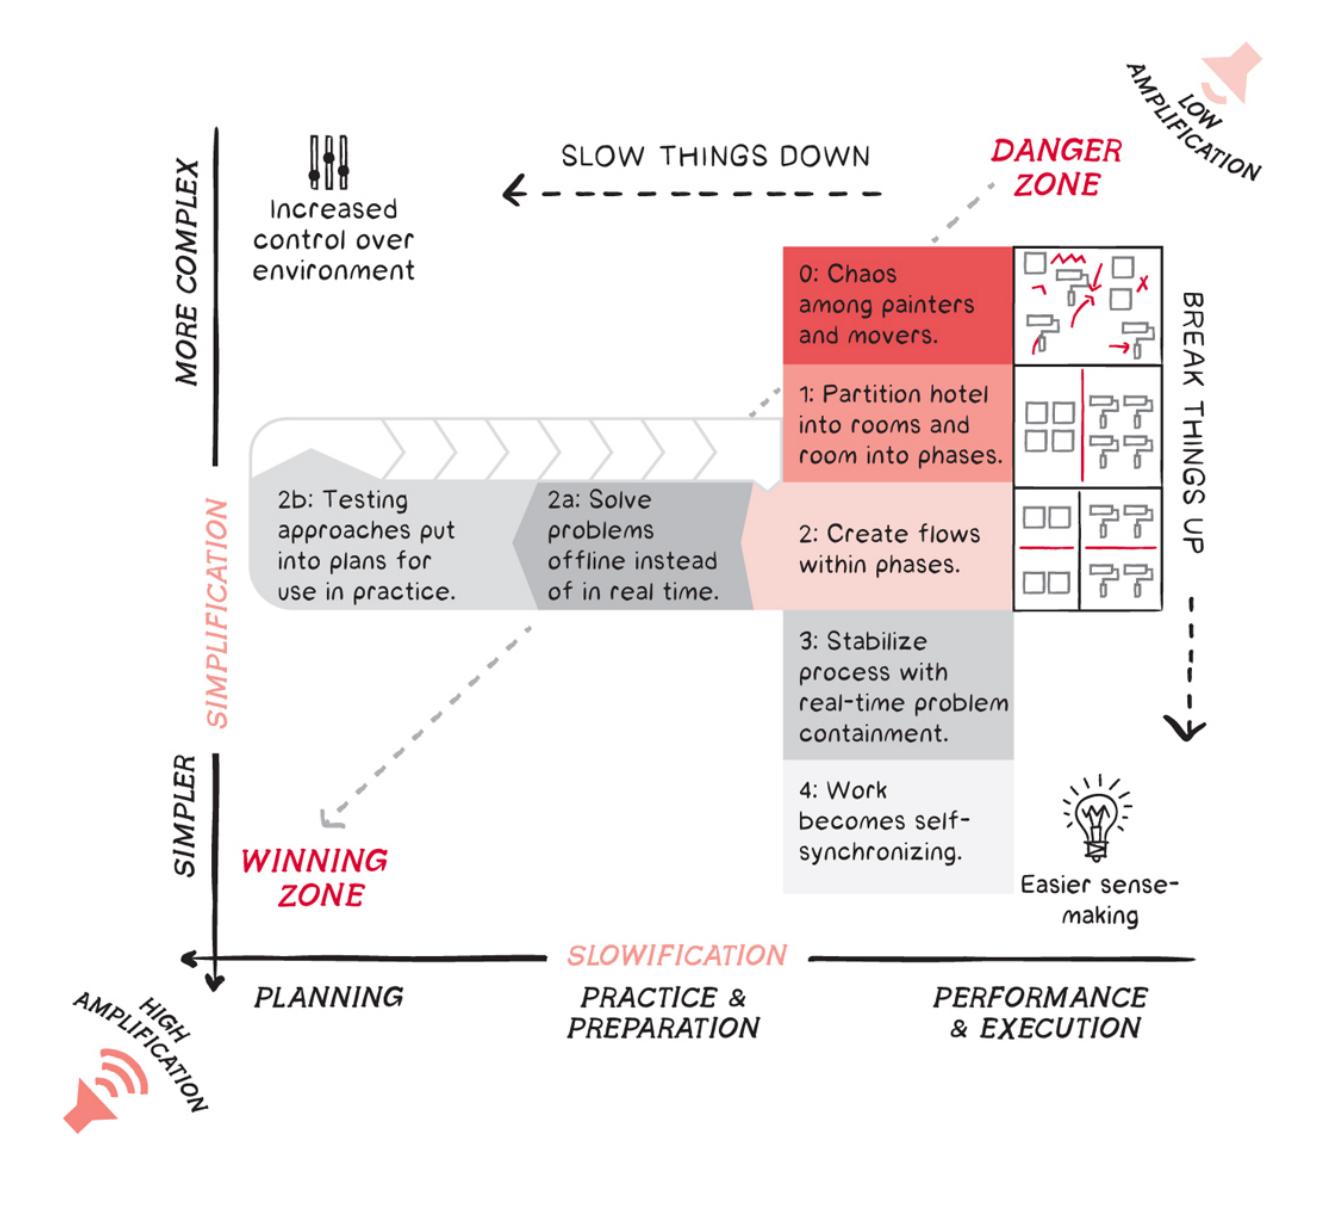 LOW
AMPLIFICATION
SLOW THINGS DOWN
DANGER
ZONE
MORE COMPLEX
Increased
control over
environment
0: Chaos
among painters
and movers.
BREAK THINGS UP
1: Partition hotel
into rooms and
room into phases.
SIMPLIFICATION
2b: Testing
approaches put
into plans for
use in practice.
2a: Solve
problems
offline instead
of in real time.
2: Create flows
within phases.
3: Stabilize
process with
real-time problem
containment.
SIMPLER
4: Work
becomes self-
synchronizing.
WINNING
ZONE
Easier sense-
making
SLOWIFICATION
PLANNING
PRACTICE &
PREPARATION
PERFORMANCE
& EXECUTION
HIGH
AMPLIFICATION